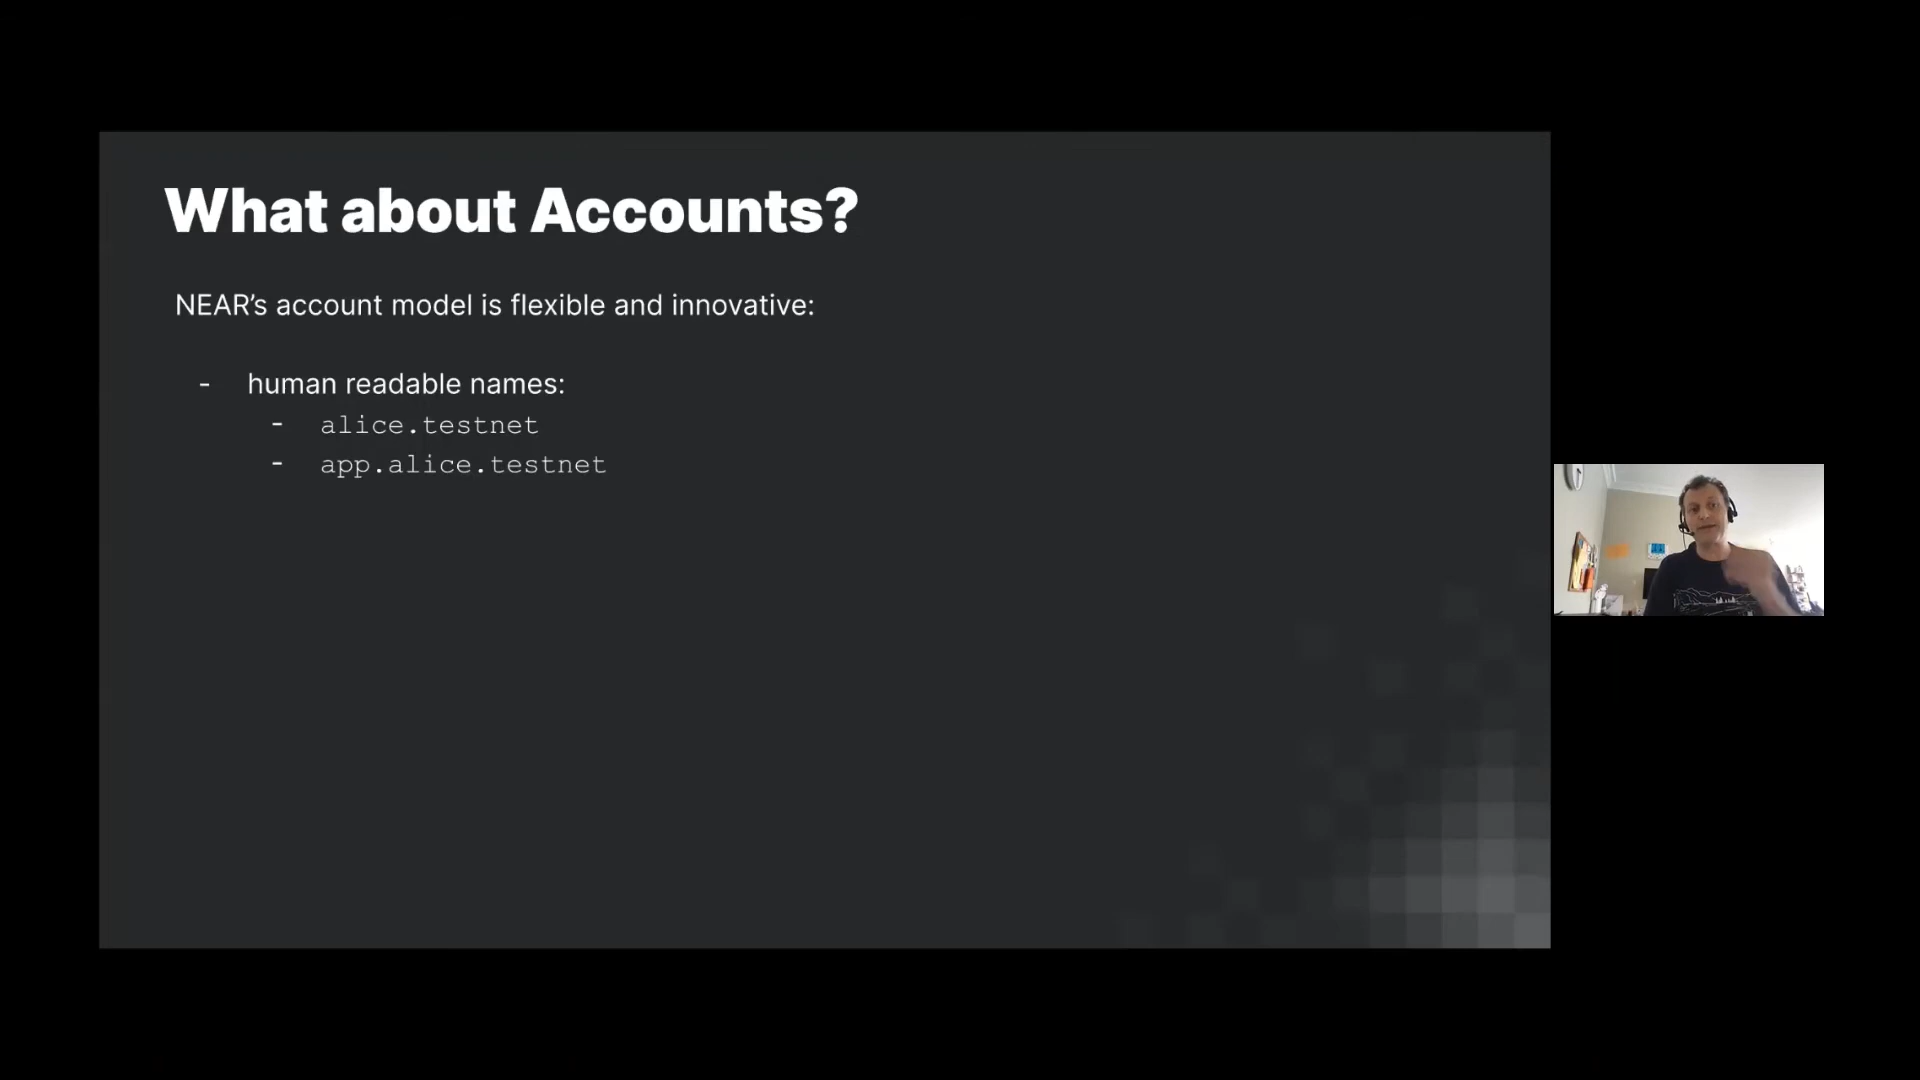 What about Accounts?
NEAR’s account model is flexible and innovative:
- human readable names:
- alice.testnet
- app.alice.testnet